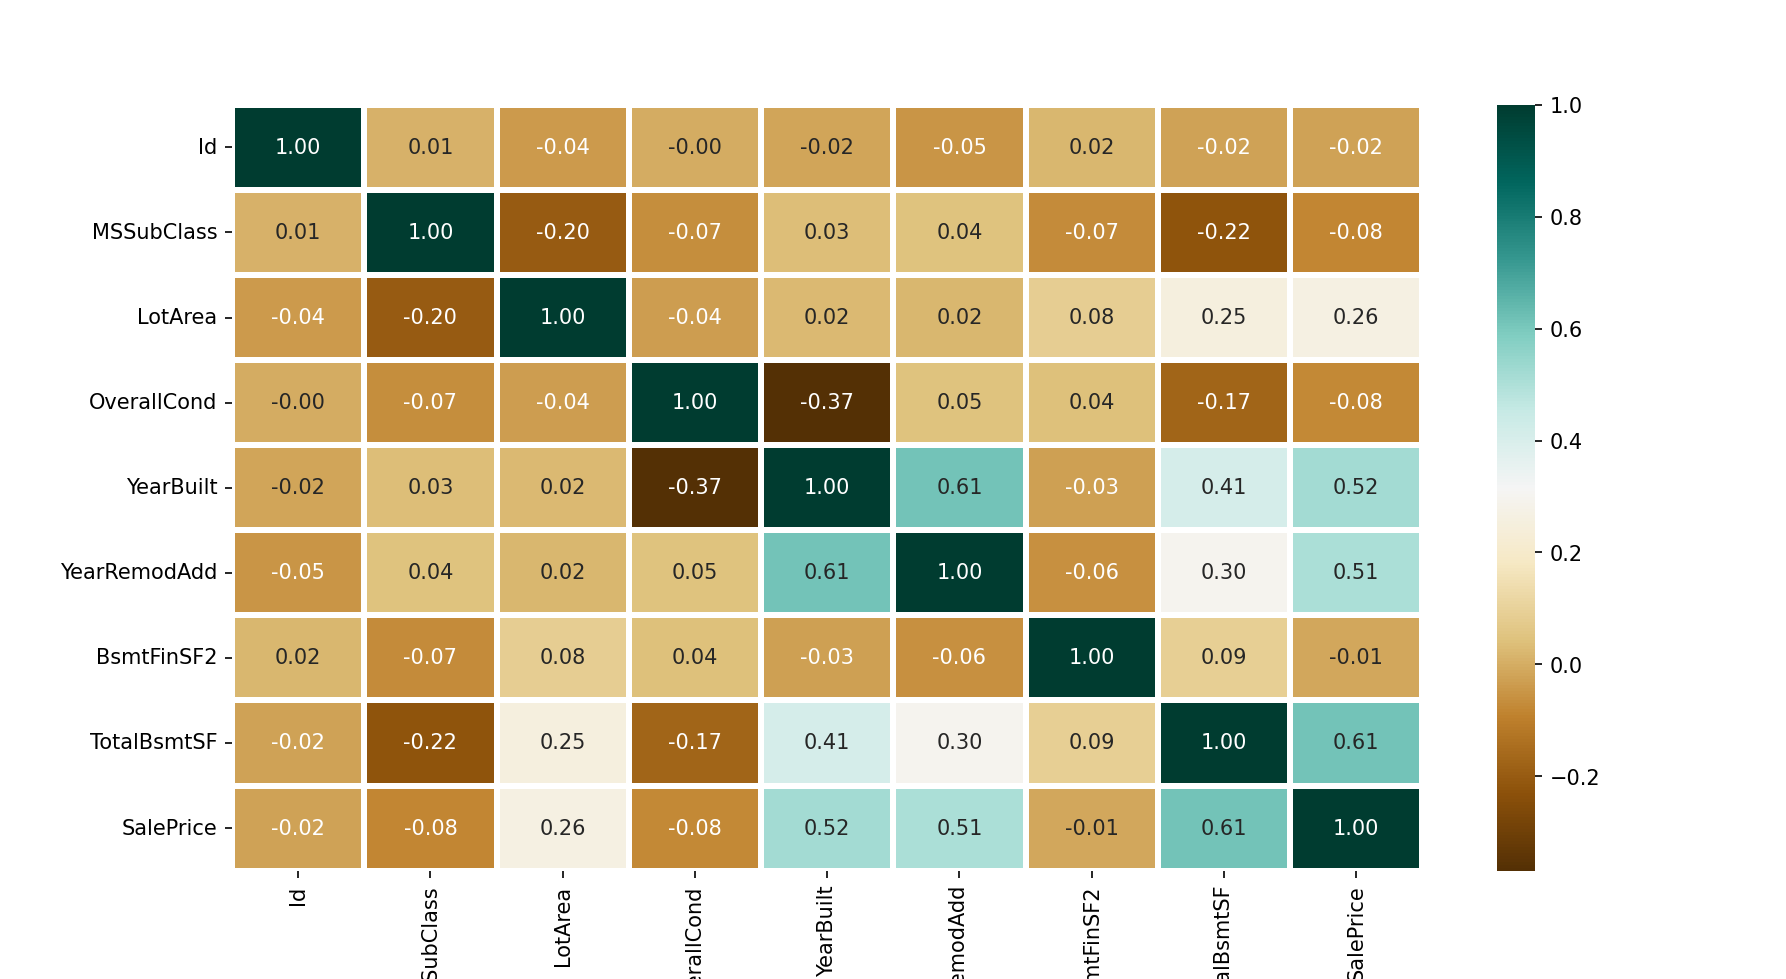 Id 1.00 0.01 -0.04 -0.00 -0.02 -0.05 0.02 -0.02 -0.02
MSSubClass 0.01 1.00 -0.20 -0.07 0.03 0.04 -0.07 -0.22 -0.08
LotArea -0.04 -0.20 1.00 -0.04 0.02 0.02 0.08 0.25 0.26
OverallCond -0.00 -0.07 -0.04 1.00 -0.37 0.05 0.04 -0.17 -0.08
YearBuilt -0.02 0.03 0.02 -0.37 1.00 0.61 -0.03 0.41 0.52
YearRemodAdd -0.05 0.04 0.02 0.05 0.61 1.00 -0.06 0.30 0.51
BsmtFinSF2 0.02 -0.07 0.08 0.04 -0.03 -0.06 1.00 0.09 -0.01
TotalBsmtSF -0.02 -0.22 0.25 -0.17 0.41 0.30 0.09 1.00 0.61
SalePrice -0.02 -0.08 0.26 -0.08 0.52 0.51 -0.01 0.61 1.00
Id
SubClass
LotArea
erallCond
YearBuilt
emodAdd
mtFinSF2
alBsmtSF
SalePrice
1.0
0.8
0.6
0.4
0.2
0.0
−0.2